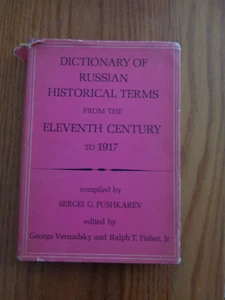 DICTIONARY OF
RUSSIAN
HISTORICAL TERMS
FROM THE
ELEVENTH CENTURY
TO 1917
compiled by
SERGEI G. PUSHKAREV
edited by
George Vernadsky and Ralph T. Fisher, Jr.